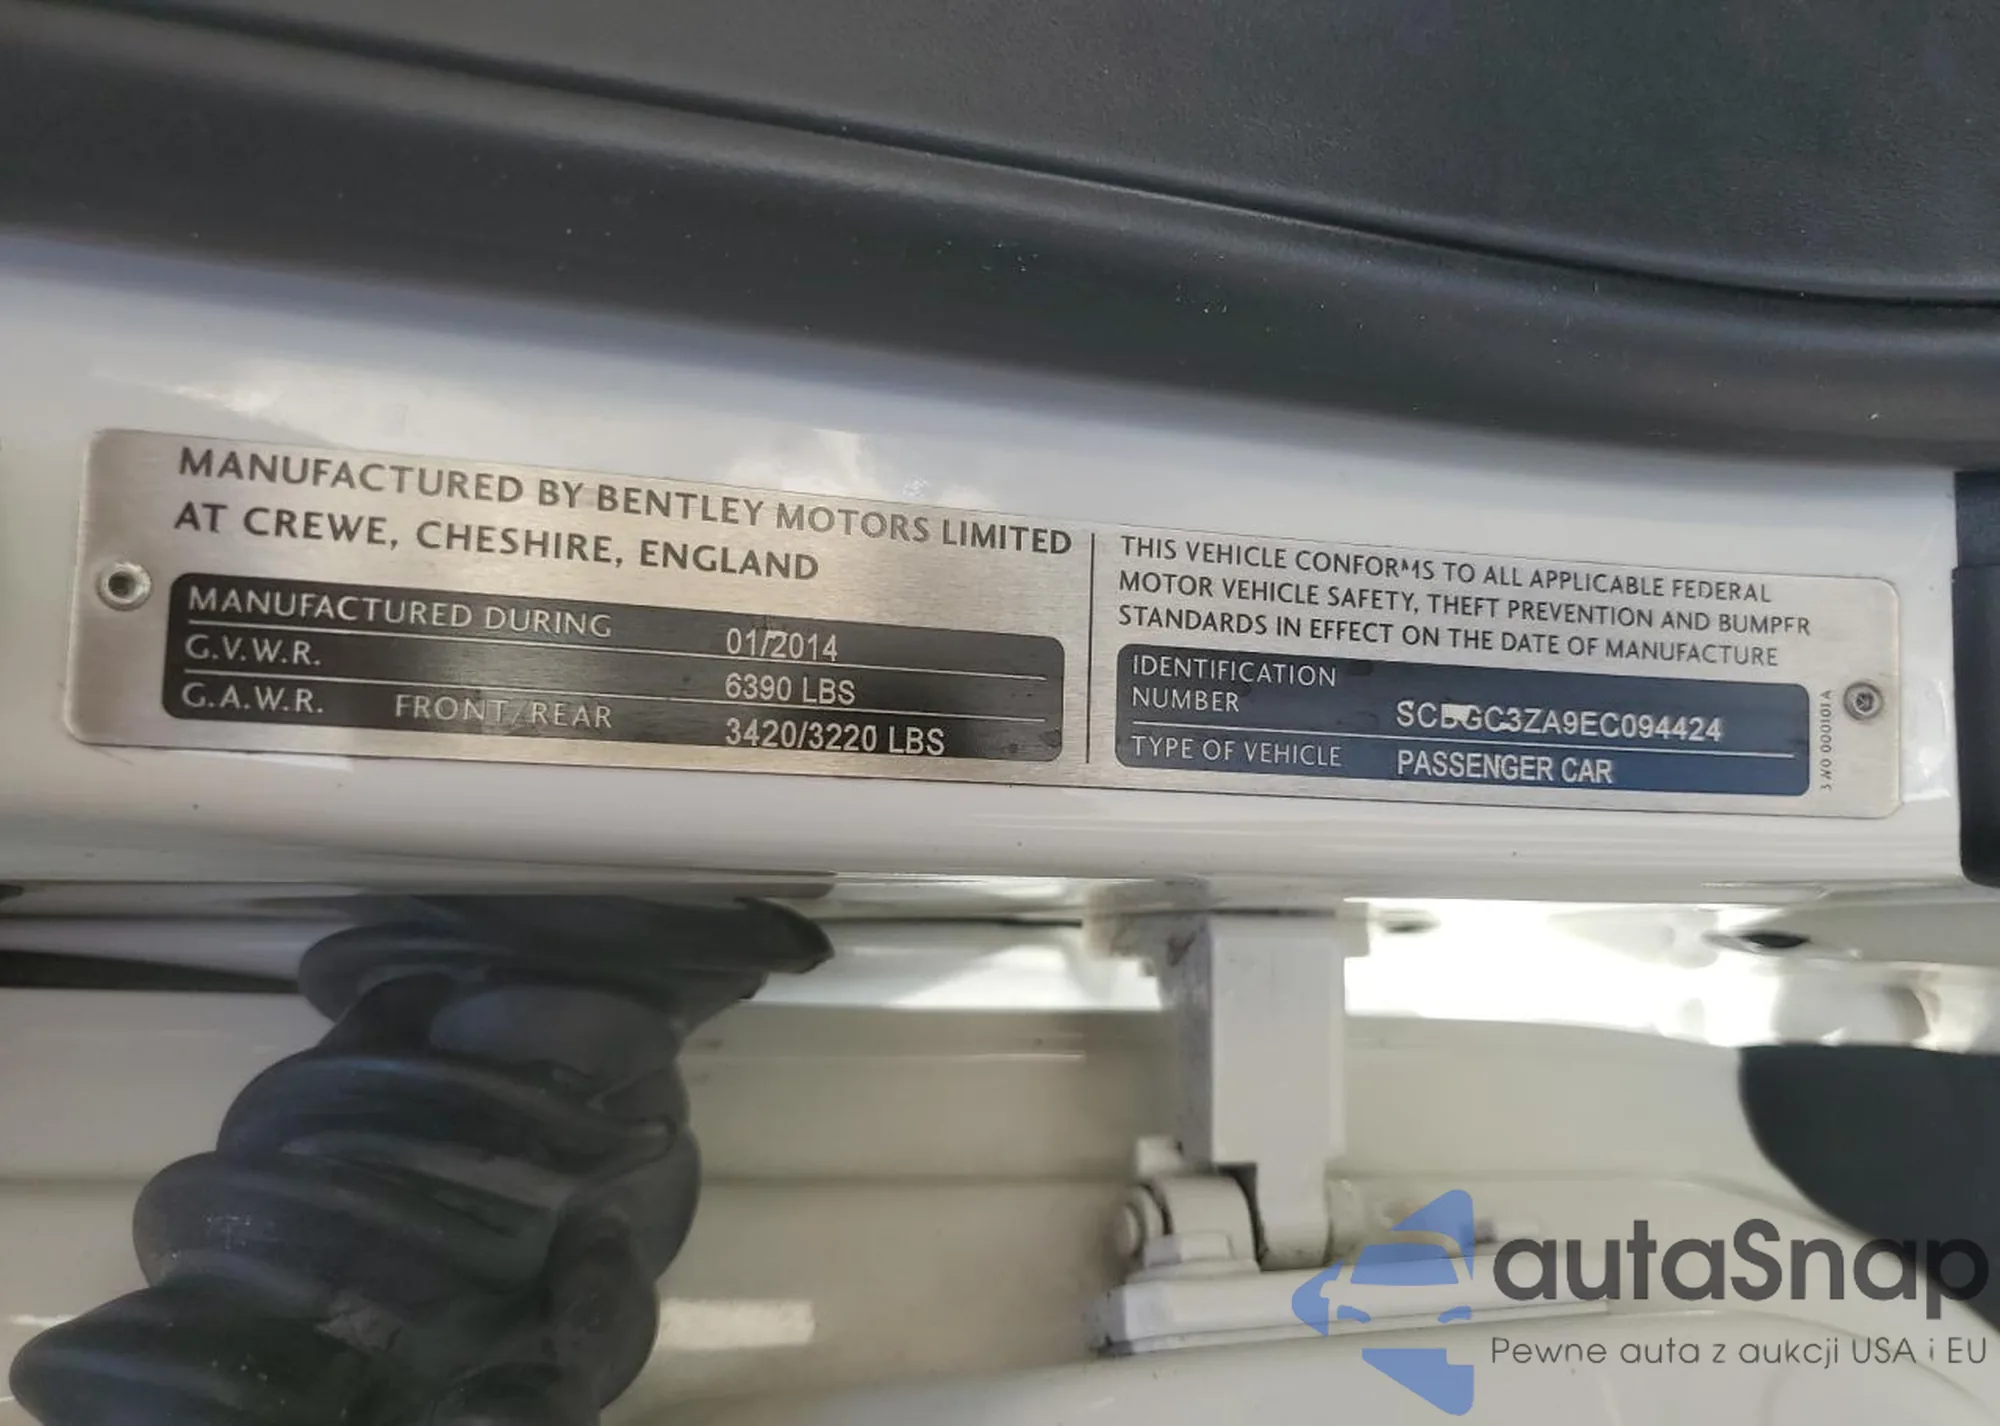 MANUFACTURED BY BENTLEY MOTORS LIMITED
AT CREWE, CHESHIRE, ENGLAND
MANUFACTURED DURING 01/2014
G.V.W.R. 6390 LBS
G.A.W.R. FRONT/REAR 3420/3220 LBS
THIS VEHICLE CONFORMS TO ALL APPLICABLE FEDERAL
MOTOR VEHICLE SAFETY, THEFT PREVENTION AND BUMPER
STANDARDS IN EFFECT ON THE DATE OF MANUFACTURE
IDENTIFICATION
NUMBER
TYPE OF VEHICLE PASSENGER CAR
autaSnap
Pewne auta z aukcji USA i EU